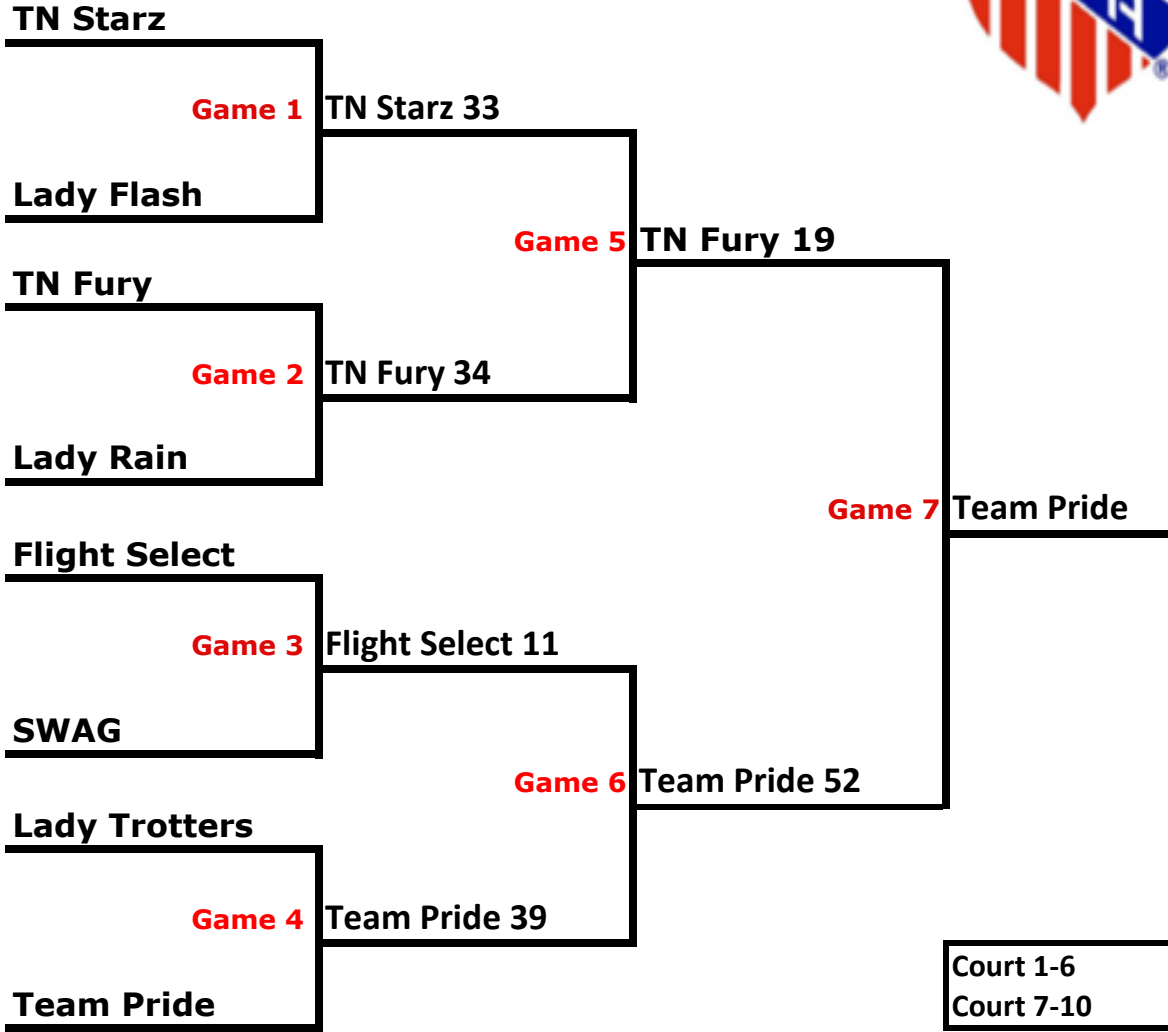 TN Starz
Game 1
TN Starz 33
Lady Flash
Game 5
TN Fury 19
TN Fury
Game 2
TN Fury 34
Lady Rain
Game 7
Team Pride
Flight Select
Game 3
Flight Select 11
SWAG
Game 6
Team Pride 52
Lady Trotters
Game 4
Team Pride 39
Team Pride
Court 1-6
Court 7-10